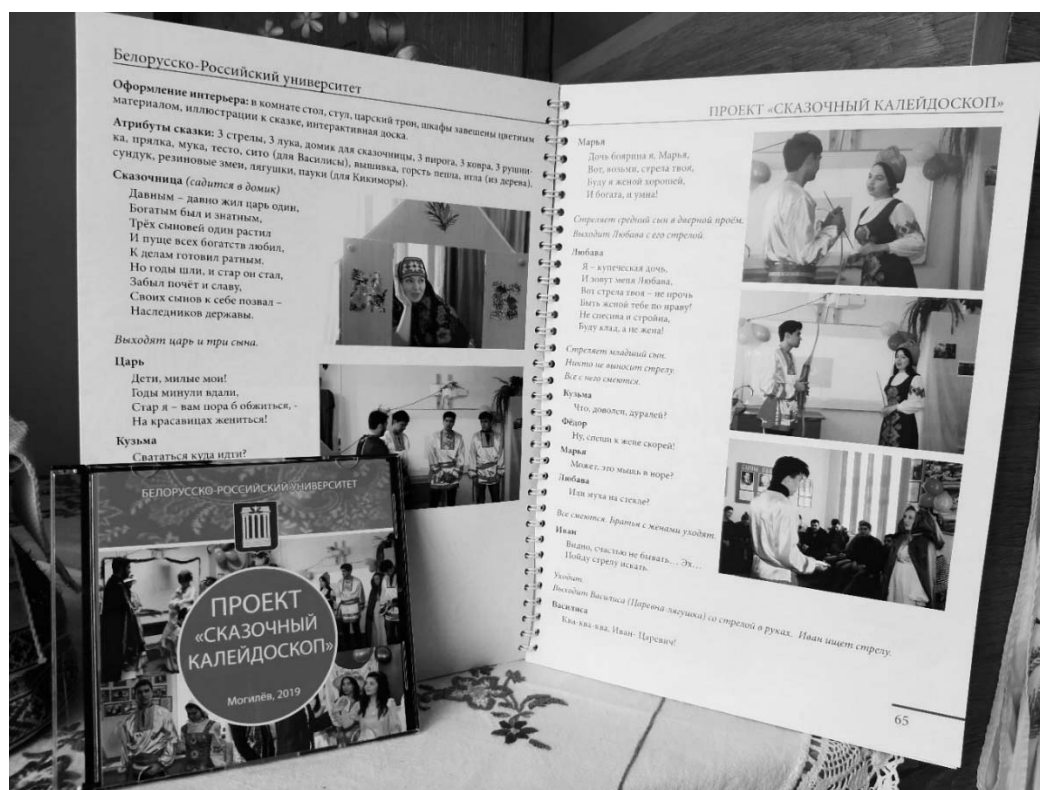 Белорусско-Российский университет
Оформление интерьера: в комнате стол, стул, царский трон, шкафы завешены цветным
материалом, иллюстрации к сказке, интерактивная доска.
Атрибуты сказки: 3 стрелы, 3 лука, домик для сказочницы, 3 пирога, 3 ковра, 3 рушни-
ка, прялка, мука, тесто, сито (для Василисы), вышивка, горсть пепла, игла (из дерева),
сундук, резиновые змеи, лягушки, пауки (для Кикиморы).
Сказочница (садится в домик)
Давным – давно жил царь один,
Богатым был и знатным,
Трёх сыновей один растил
И пуще всех богатств любил,
К делам готовил ратным.
Но годы шли, и стар он стал,
Забыл почёт и славу,
Своих сынов к себе позвал –
Наследников державы.
Выходят царь и три сына.
Царь
Дети, милые мои!
Годы минули вдали,
Стар я – вам пора б обжиться, -
На красавицах жениться!
Кузьма
Свататься куда идти?
ПРОЕКТ «СКАЗОЧНЫЙ КАЛЕЙДОСКОП»
Марья
Дочь боярина я, Марья,
Вот, возьми, стрела твоя,
Буду я женой хорошей,
И богата, и умна!
Стреляет средний сын в дверной проём.
Выходит Любава с его стрелой.
Любава
Я – купеческая дочь,
И зовут меня Любава,
Вот стрела твоя – не прочь
Быть женой тебе по нраву!
Не спесива и стройна,
Буду клад, а не жена!
Стреляет младший сын.
Никто не выносит стрелу.
Все с него смеются.
Кузьма
Что, доволен, дуралей?
Фёдор
Ну, спеши к жене скорей!
Марья
Может, это мышь в норе?
Любава
Или муха на стекле?
Все смеются. Братья с женами уходят.
Иван
Видно, счастью не бывать… Эх…
Пойду стрелу искать.
Уходит.
Выходит Василиса (Царевна-лягушка) со стрелой в руках. Иван ищет стрелу.
Василиса
Ква-ква-ква, Иван- Царевич!
65
БЕЛОРУССКО-РОССИЙСКИЙ УНИВЕРСИТЕТ
ПРОЕКТ
«СКАЗОЧНЫЙ
КАЛЕЙДОСКОП»
Могилёв, 2019